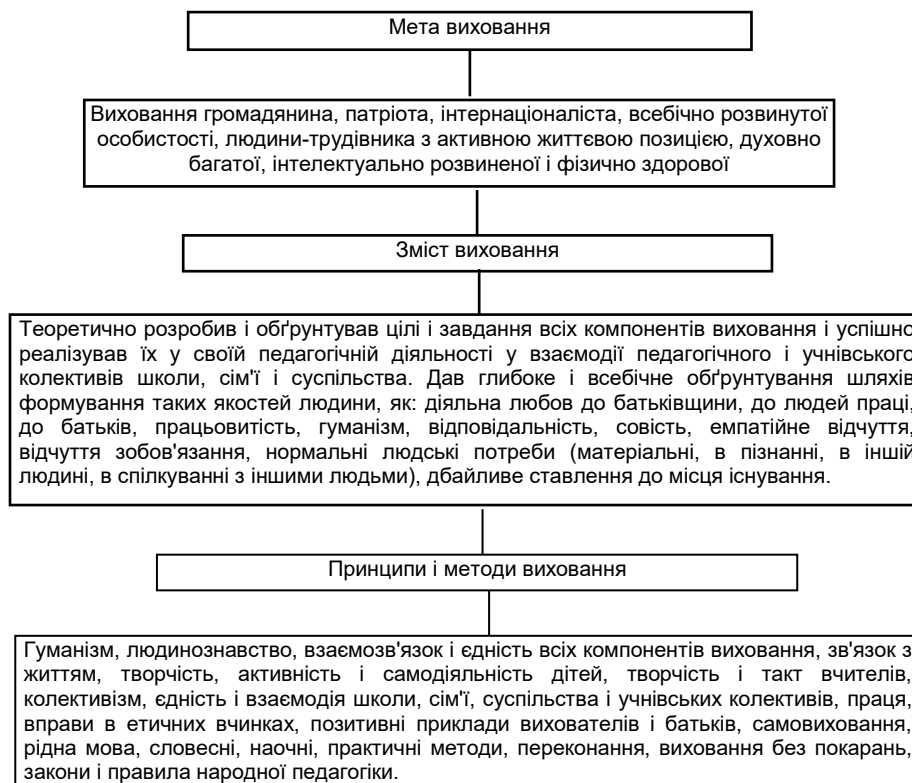 Мета виховання
Виховання громадянина, патріота, інтернаціоналіста, всебічно розвинутої
особистості, людини-трудівника з активною життєвою позицією, духовно
багатої, інтелектуально розвиненої і фізично здорової
Зміст виховання
Теоретично розробив і обґрунтував цілі і завдання всіх компонентів виховання і успішно
реалізував їх у своїй педагогічній діяльності у взаємодії педагогічного і учнівського
колективів школи, сім'ї і суспільства. Дав глибоке і всебічне обґрунтування шляхів
формування таких якостей людини, як: діяльна любов до батьківщини, до людей праці,
до батьків, працьовитість, гуманізм, відповідальність, совість, емпатійне відчуття,
відчуття зобов'язання, нормальні людські потреби (матеріальні, в пізнанні, в іншій
людині, в спілкуванні з іншими людьми), дбайливе ставлення до місця існування.
Принципи і методи виховання
Гуманізм, людинознавство, взаємозв'язок і єдність всіх компонентів виховання, зв'язок з
життям, творчість, активність і самодіяльність дітей, творчість і такт вчителів,
колективізм, єдність і взаємодія школи, сім'ї, суспільства і учнівських колективів, праця,
вправи в етичних вчинках, позитивні приклади вихователів і батьків, самовиховання,
рідна мова, словесні, наочні, практичні методи, переконання, виховання без покарань,
закони і правила народної педагогіки.